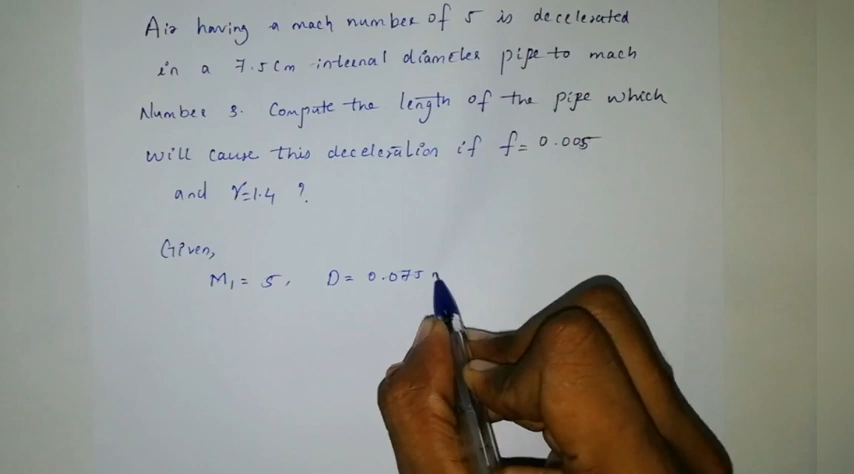 Air having a mach number of 5 is decelerated
in a 7.5cm internal diameter pipe to mach
Number 3. Compute the length of the pipe which
will cause this deceleration if f = 0.005
and γ=1.4 ?
Given,
M₁ = 5, D = 0.075